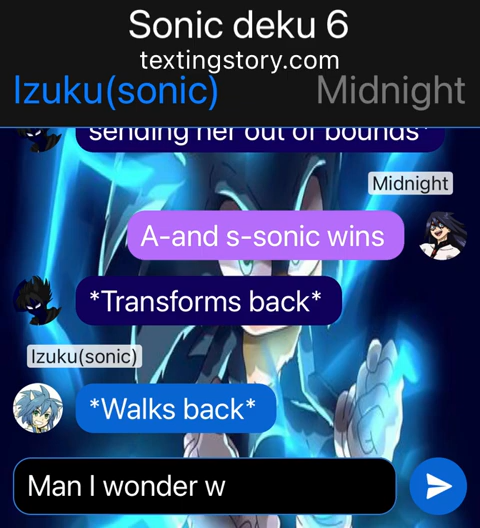 Sonic deku 6
textingstory.com
Izuku(sonic) Midnight
sending her out of bounds*
Midnight
A-and s-sonic wins
*Transforms back*
Izuku(sonic)
*Walks back*
Man I wonder w